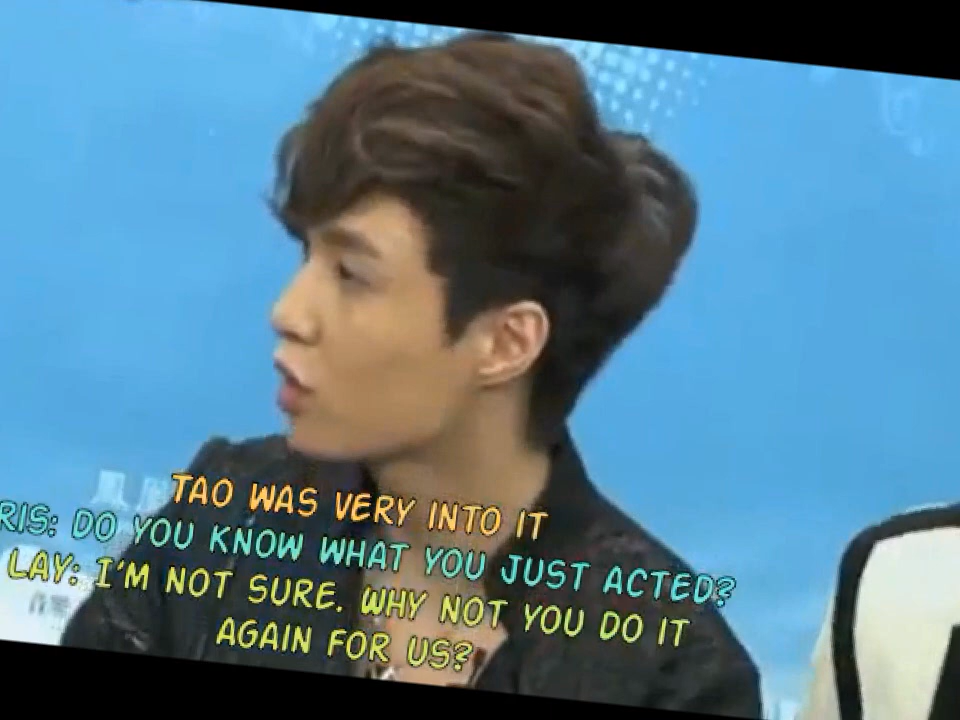 TAO WAS VERY INTO IT
RIS: DO YOU KNOW WHAT YOU JUST ACTED?
LAY: I'M NOT SURE. WHY NOT YOU DO IT
AGAIN FOR US?